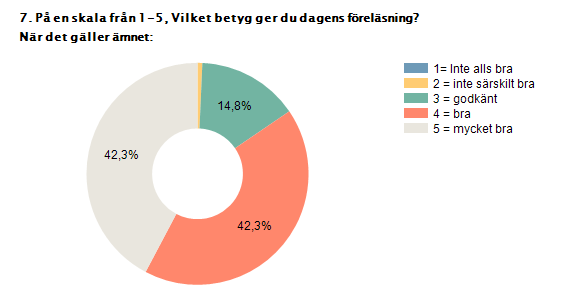 7. På en skala från 1-5, Vilket betyg ger du dagens föreläsning?
När det gäller ämnet:
1= Inte alls bra
2 = inte särskilt bra
3 = godkänt
4 = bra
5 = mycket bra
14,8%
42,3%
42,3%